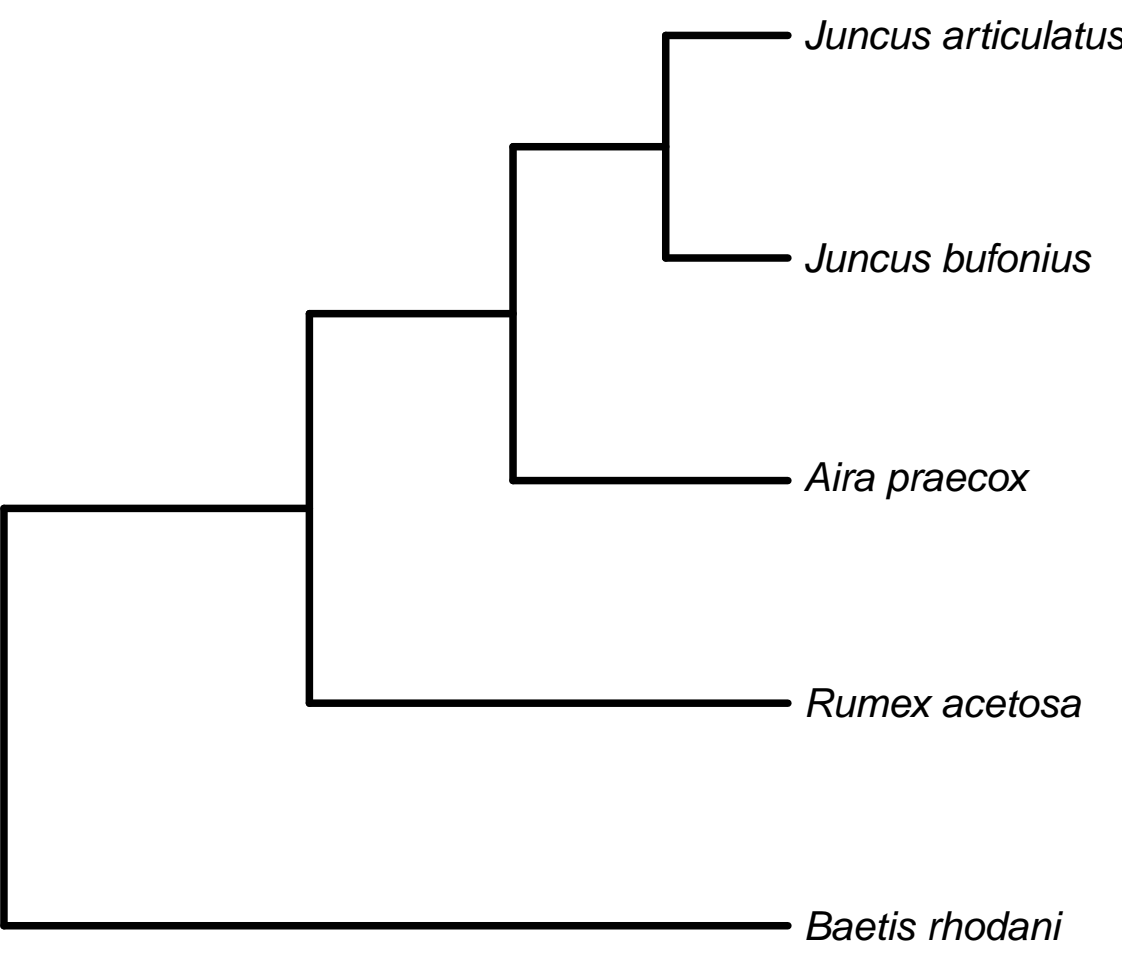 Juncus articulatus
Juncus bufonius
Aira praecox
Rumex acetosa
Baetis rhodani